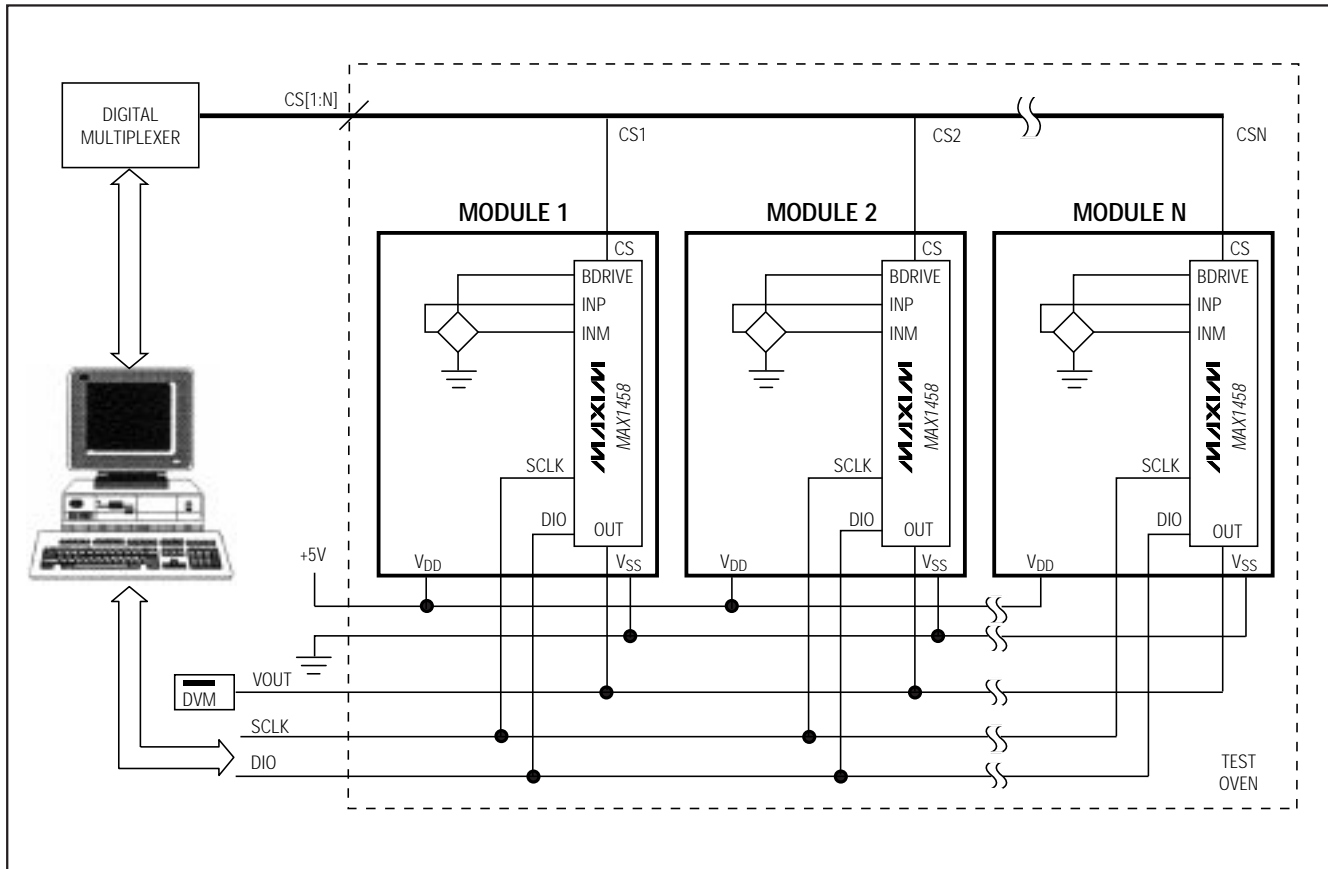 DIGITAL
MULTIPLEXER
CS[1:N]
CS1
CS2
CSN
MODULE 1
MODULE 2
MODULE N
CS
BDRIVE
INP
INM
MAXIM
MAX1458
SCLK
DIO
OUT
VDD
VSS
CS
BDRIVE
INP
INM
MAXIM
MAX1458
SCLK
DIO
OUT
VDD
VSS
CS
BDRIVE
INP
INM
MAXIM
MAX1458
SCLK
DIO
OUT
VDD
VSS
+5V
DVM
VOUT
SCLK
DIO
TEST
OVEN